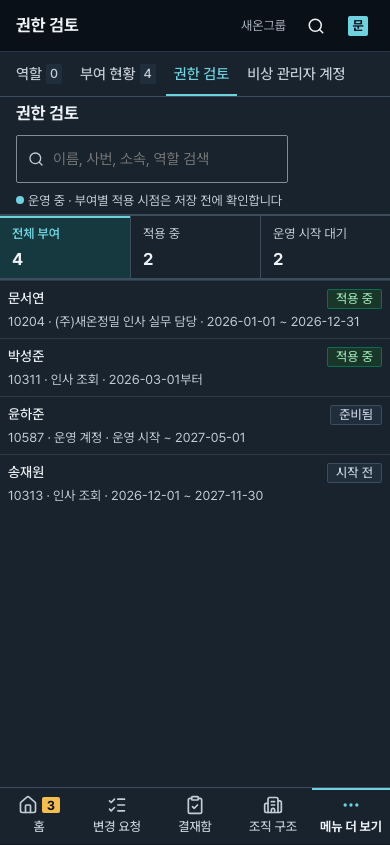 권한 검토
새온그룹
문
역할 0
부여 현황 4
권한 검토
비상 관리자 계정
권한 검토
이름, 사번, 소속, 역할 검색
운영 중 · 부여별 적용 시점은 저장 전에 확인합니다
전체 부여
4
적용 중
2
운영 시작 대기
2
문서연
적용 중
10204 · (주)새온정밀 인사 실무 담당 · 2026-01-01 ~ 2026-12-31
박성준
적용 중
10311 · 인사 조회 · 2026-03-01부터
윤하준
준비됨
10587 · 운영 계정 · 운영 시작 ~ 2027-05-01
송재원
시작 전
10313 · 인사 조회 · 2026-12-01 ~ 2027-11-30
3
홈
변경 요청
결재함
조직 구조
메뉴 더 보기